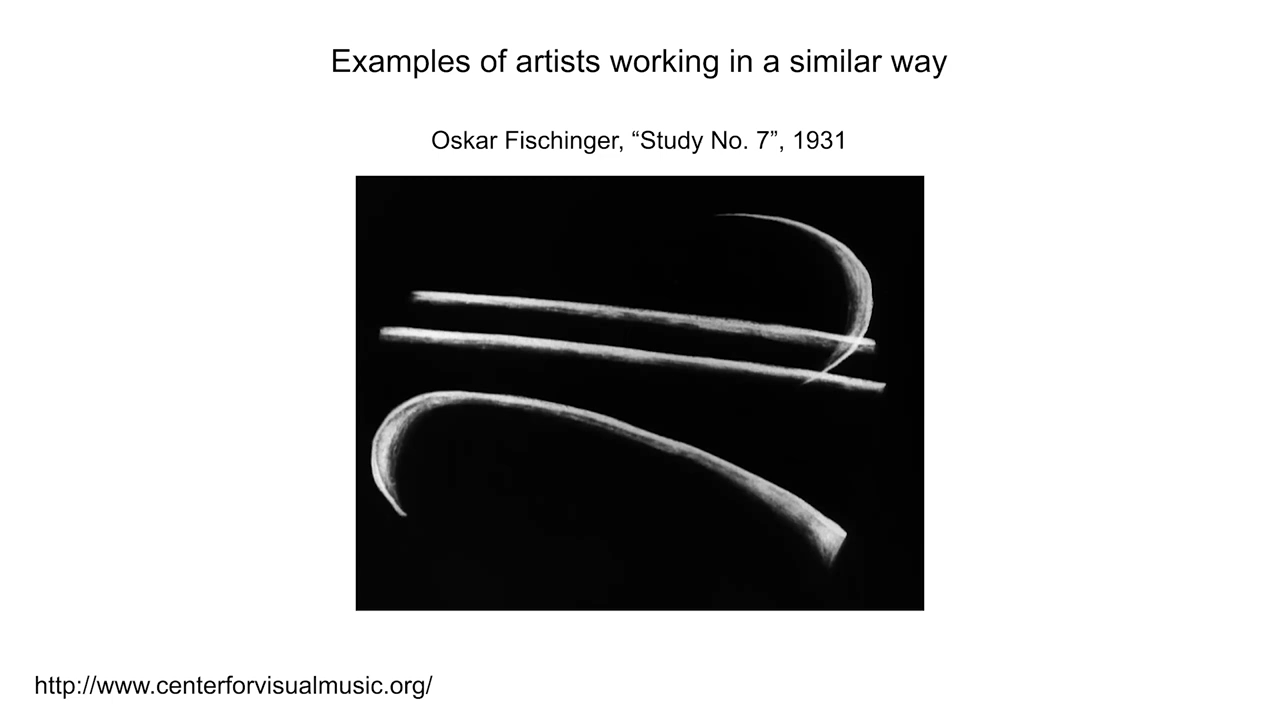 Examples of artists working in a similar way
Oskar Fischinger, “Study No. 7”, 1931
http://www.centerforvisualmusic.org/